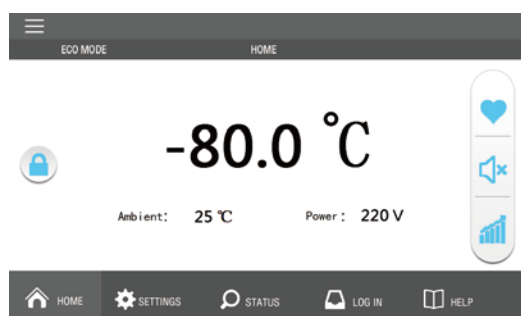 ECO MODE HOME
-80.0 ℃
Ambient: 25 ℃ Power: 220 V
HOME SETTINGS STATUS LOG IN HELP